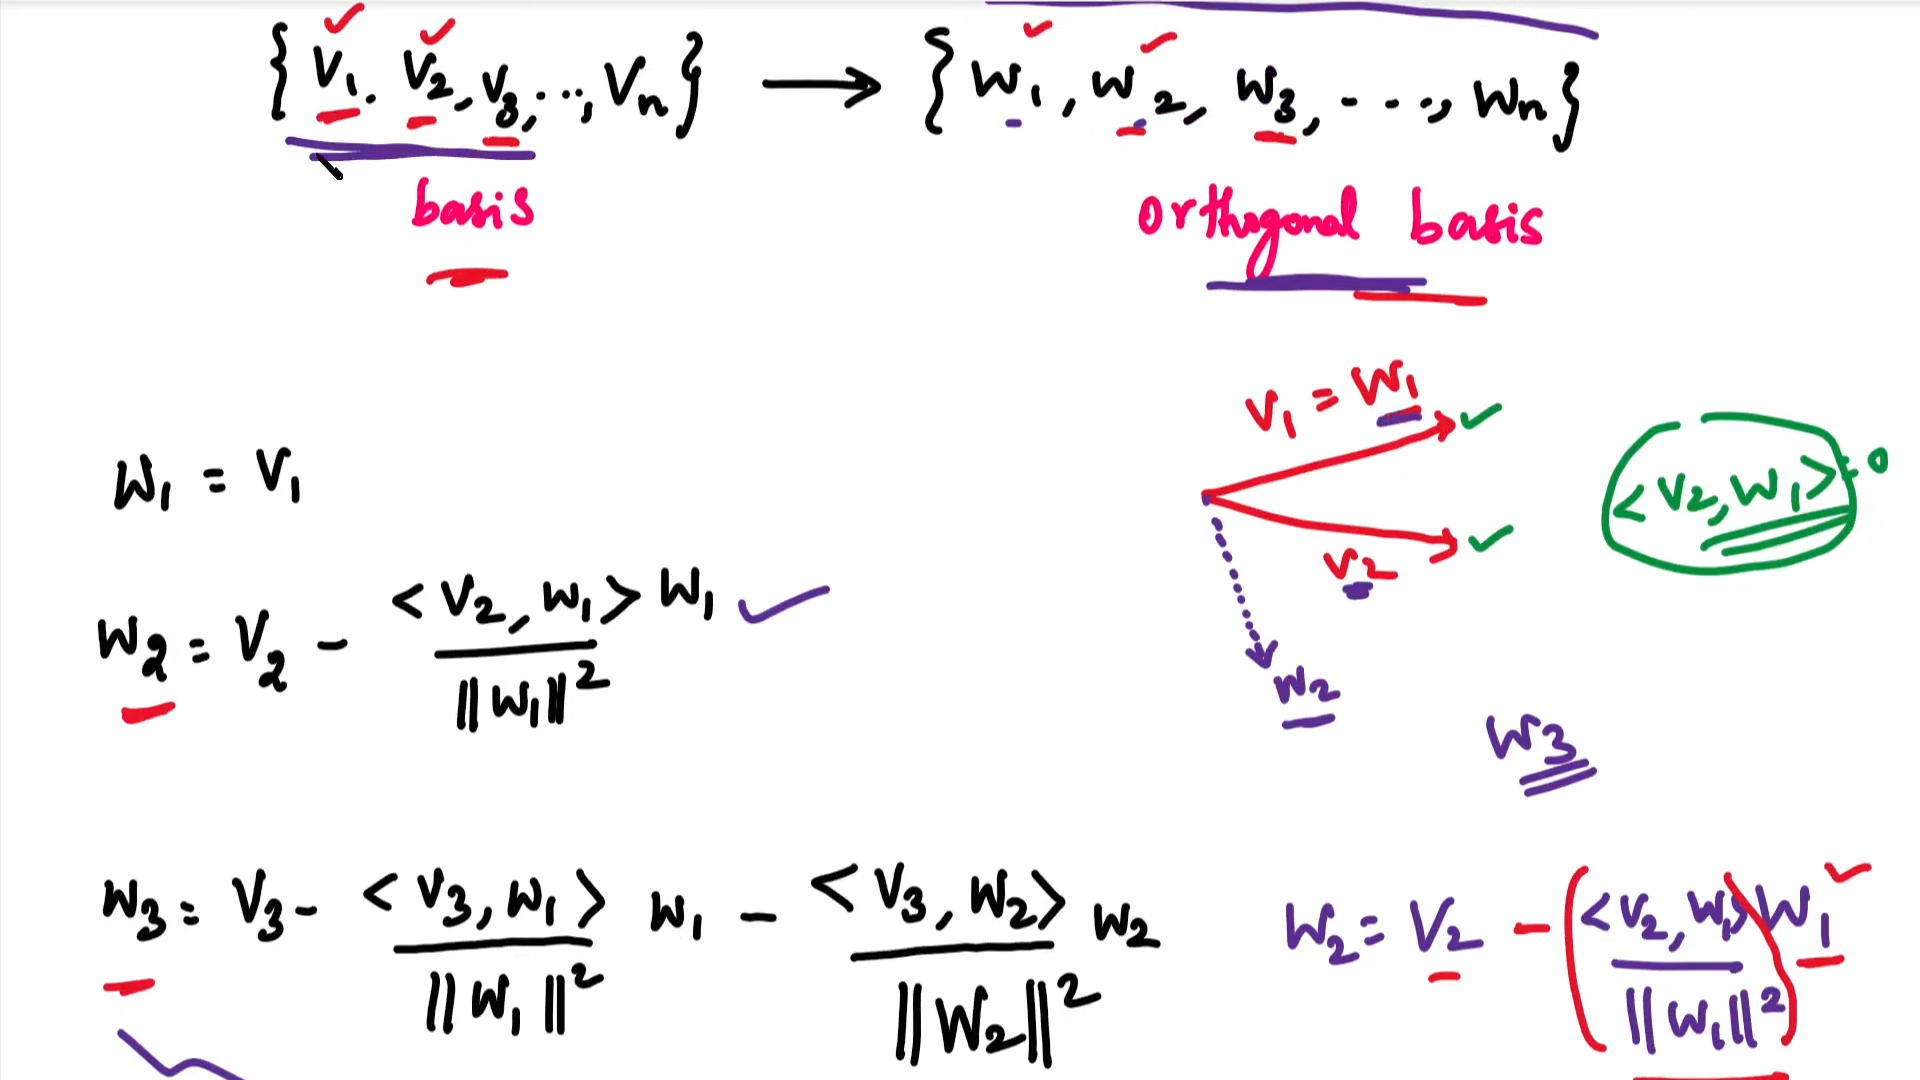 {V1, V2, V3, ..., Vn} → {W1, W2, W3, ..., Wn}
basis
orthogonal basis
V1 = W1
<V2, W1> = 0
W1 = V1
V2
W2 = V2 - <V2, W1> W1 / ||W1||²
W2
W3
W3 = V3 - <V3, W1> / ||W1||² W1 - <V3, W2> / ||W2||² W2
W2 = V2 - (<V2, W1> / ||W1||²) W1